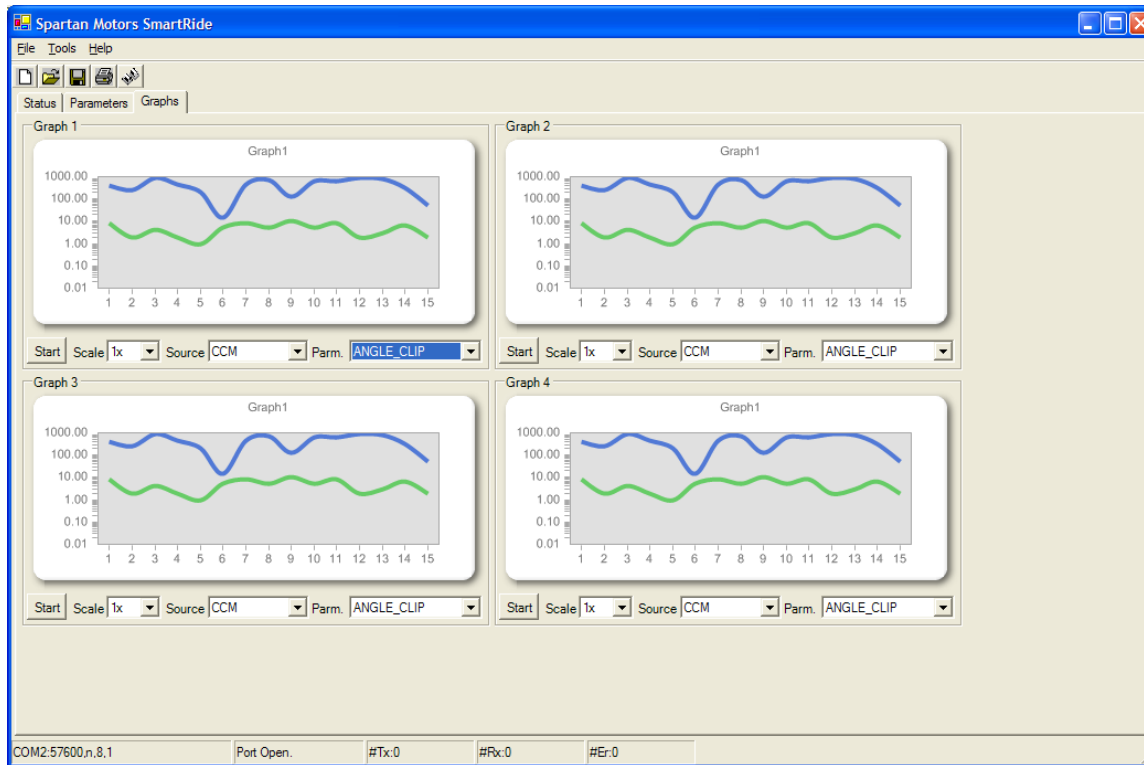 Spartan Motors SmartRide
File Tools Help
Status Parameters Graphs
Graph 1
Graph1
1000.00
100.00
10.00
1.00
0.10
0.01
1 2 3 4 5 6 7 8 9 10 11 12 13 14 15
Start Scale 1x Source CCM Parm. ANGLE_CLIP
Graph 2
Graph1
1000.00
100.00
10.00
1.00
0.10
0.01
1 2 3 4 5 6 7 8 9 10 11 12 13 14 15
Start Scale 1x Source CCM Parm. ANGLE_CLIP
Graph 3
Graph1
1000.00
100.00
10.00
1.00
0.10
0.01
1 2 3 4 5 6 7 8 9 10 11 12 13 14 15
Start Scale 1x Source CCM Parm. ANGLE_CLIP
Graph 4
Graph1
1000.00
100.00
10.00
1.00
0.10
0.01
1 2 3 4 5 6 7 8 9 10 11 12 13 14 15
Start Scale 1x Source CCM Parm. ANGLE_CLIP
COM2:57600,n,8,1 Port Open. #Tx:0 #Rx:0 #Er:0